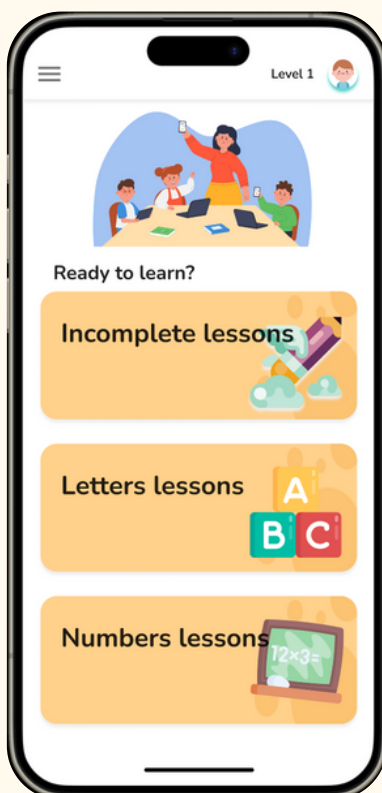 Level 1
Ready to learn?
Incomplete lessons
Letters lessons
A
B C
Numbers lessons
12×3=